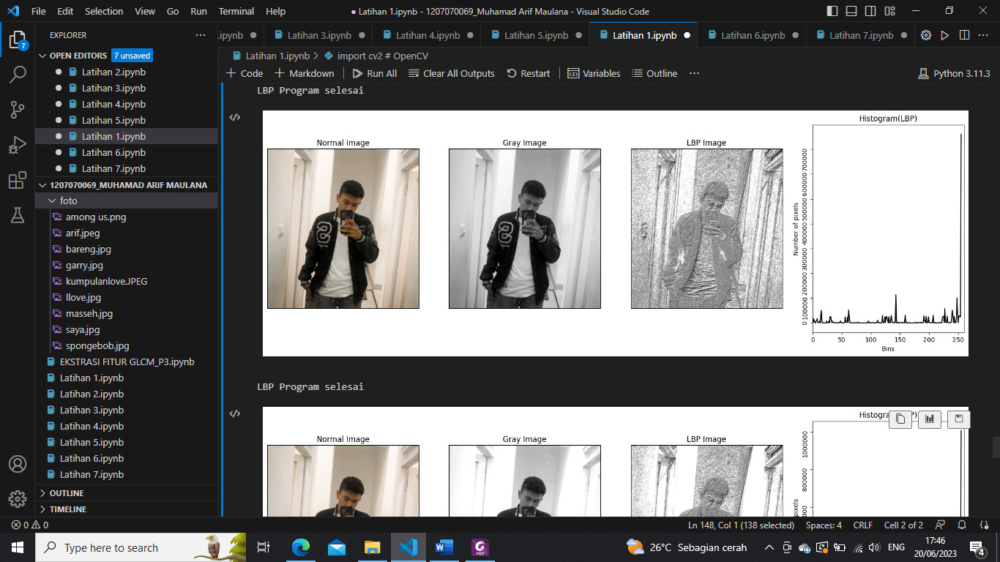 File Edit Selection View Go Run Terminal Help
● Latihan 1.ipynb - 1207070069_Muhamad Arif Maulana - Visual Studio Code
EXPLORER
.ipynb Latihan 3.ipynb Latihan 4.ipynb Latihan 5.ipynb Latihan 1.ipynb Latihan 6.ipynb Latihan 7.ipynb
7
OPEN EDITORS 7 unsaved
Latihan 2.ipynb
Latihan 3.ipynb
Latihan 4.ipynb
Latihan 5.ipynb
Latihan 1.ipynb
Latihan 6.ipynb
Latihan 7.ipynb
1207070069_MUHAMAD ARIF MAULANA
foto
among us.png
arif.jpeg
bareng.jpg
garry.jpg
kumpulanlove.JPEG
llove.jpg
masseh.jpg
saya.jpg
spongebob.jpg
EKSTRASI FITUR GLCM_P3.ipynb
Latihan 1.ipynb
Latihan 2.ipynb
Latihan 3.ipynb
Latihan 4.ipynb
Latihan 5.ipynb
Latihan 6.ipynb
Latihan 7.ipynb
OUTLINE
TIMELINE
Latihan 1.ipynb > import cv2 # OpenCV
+ Code + Markdown Run All Clear All Outputs Restart Variables Outline ... Python 3.11.3
LBP Program selesai
Normal Image
Gray Image
LBP Image
Histogram(LBP)
S
S
Number of pixels
0 100000 200000 300000 400000 500000 600000 700000
0 50 100 150 200 250
Bins
LBP Program selesai
Normal Image
Gray Image
LBP Image
800000 1000000
pixels
0 0 Ln 148, Col 1 (138 selected) Spaces: 4 CRLF Cell 2 of 2
Type here to search
26°C Sebagian cerah
ENG
17:46
20/06/2023
4